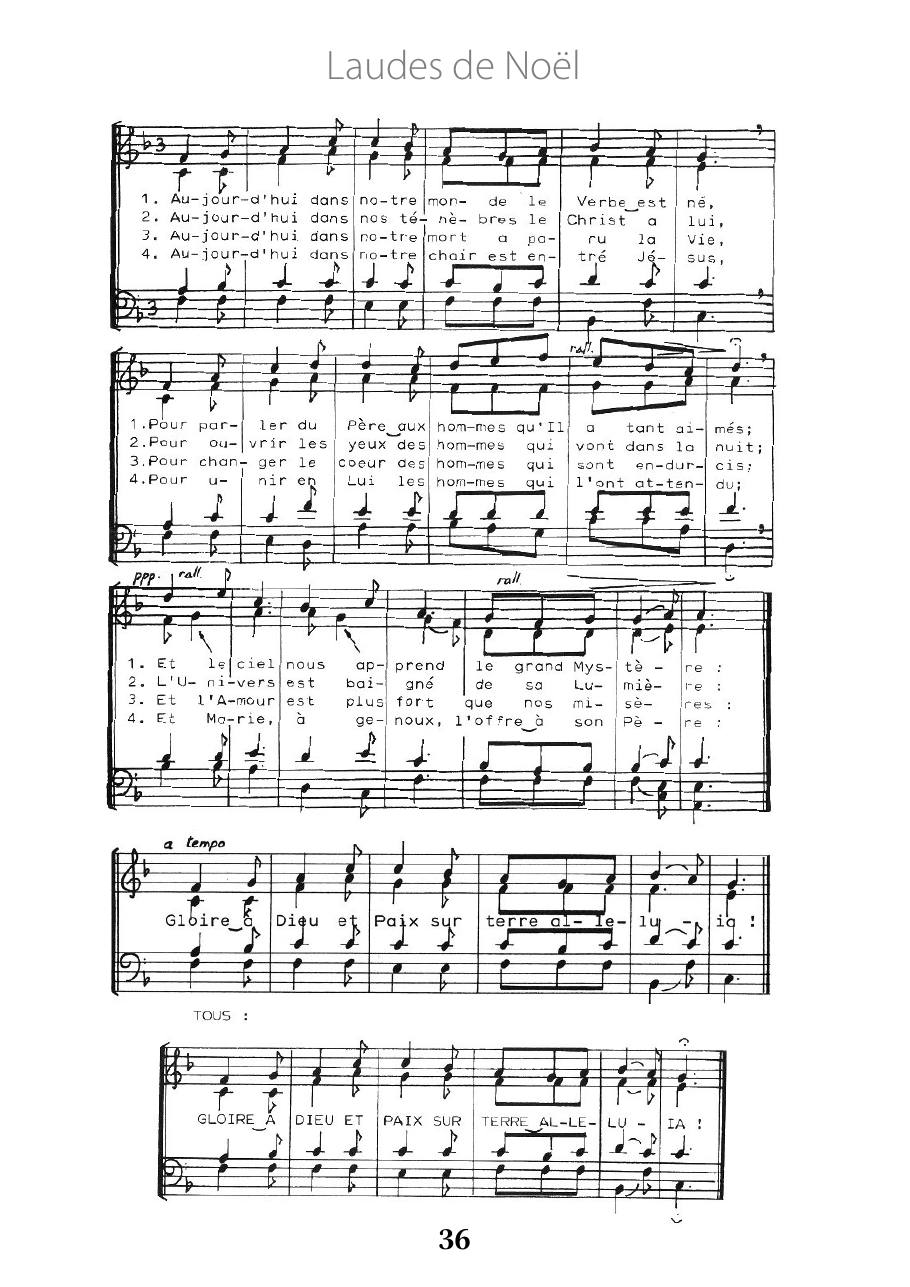 Laudes de Noël
3
1. Au-jour-d'hui dans no-tre mon- de le Verbe est né,
2. Au-jour-d'hui dans nos té-nè-bres le Christ a lui,
3. Au-jour-d'hui dans no-tre mort a pa- ru la Vie,
4. Au-jour-d'hui dans no-tre chair est en- tré Jé- sus,
3
rall.
1.Pour par- ler du Père aux hom-mes qu'Il a tant ai- més;
2.Pour ou- vrir les yeux des hom-mes qui vont dans la nuit;
3.Pour chan- ger le coeur des hom-mes qui sont en-dur- cis;
4.Pour u- nir en Lui les hom-mes qui l'ont at-ten- du;
ppp. rall. rall.
1. Et le ciel nous ap- prend le grand Mys- tè - re :
2. L'U- ni-vers est bai- gné de sa Lu- miè- re :
3. Et l'A-mour est plus fort que nos mi- sè- res :
4. Et Ma-rie, à ge- noux, l'offre à son Pè- re :
a tempo
Gloire à Dieu et Paix sur terre al- le- lu - ia !
TOUS :
GLOIRE A DIEU ET PAIX SUR TERRE AL-LE- LU - IA !
36